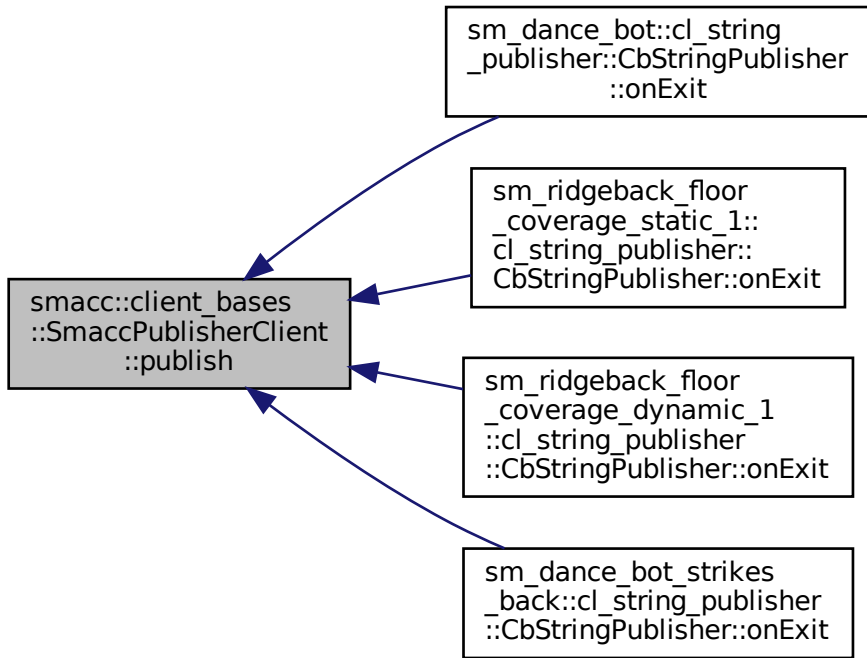 sm_dance_bot::cl_string
_publisher::CbStringPublisher
::onExit
sm_ridgeback_floor
_coverage_static_1::
cl_string_publisher::
CbStringPublisher::onExit
smacc::client_bases
::SmaccPublisherClient
::publish
sm_ridgeback_floor
_coverage_dynamic_1
::cl_string_publisher
::CbStringPublisher::onExit
sm_dance_bot_strikes
_back::cl_string_publisher
::CbStringPublisher::onExit